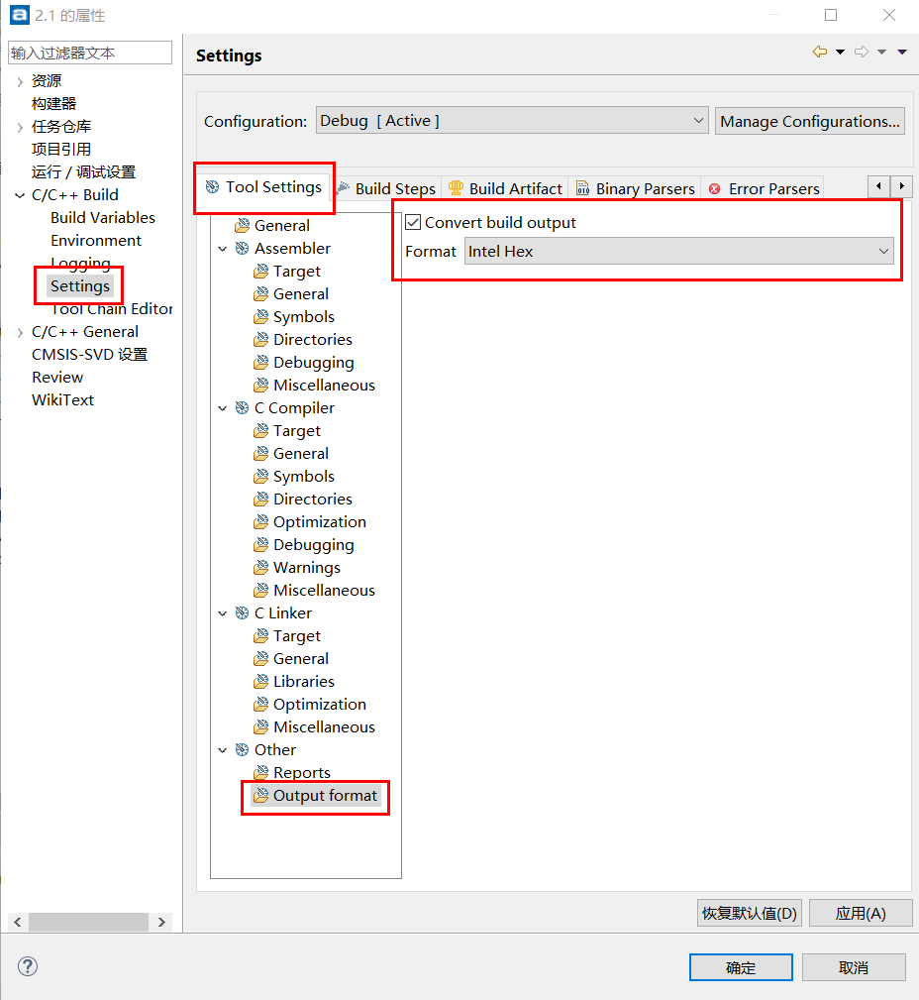 2.1 的属性
输入过滤器文本
资源
构建器
任务仓库
项目引用
运行 / 调试设置
C/C++ Build
Build Variables
Environment
Logging
Settings
Tool Chain Editor
C/C++ General
CMSIS-SVD 设置
Review
WikiText
Settings
Configuration: Debug [ Active ] Manage Configurations...
Tool Settings Build Steps Build Artifact Binary Parsers Error Parsers
General
Assembler
Target
General
Symbols
Directories
Debugging
Miscellaneous
C Compiler
Target
General
Symbols
Directories
Optimization
Debugging
Warnings
Miscellaneous
C Linker
Target
General
Libraries
Optimization
Miscellaneous
Other
Reports
Output format
Convert build output
Format Intel Hex
恢复默认值(D) 应用(A)
确定 取消